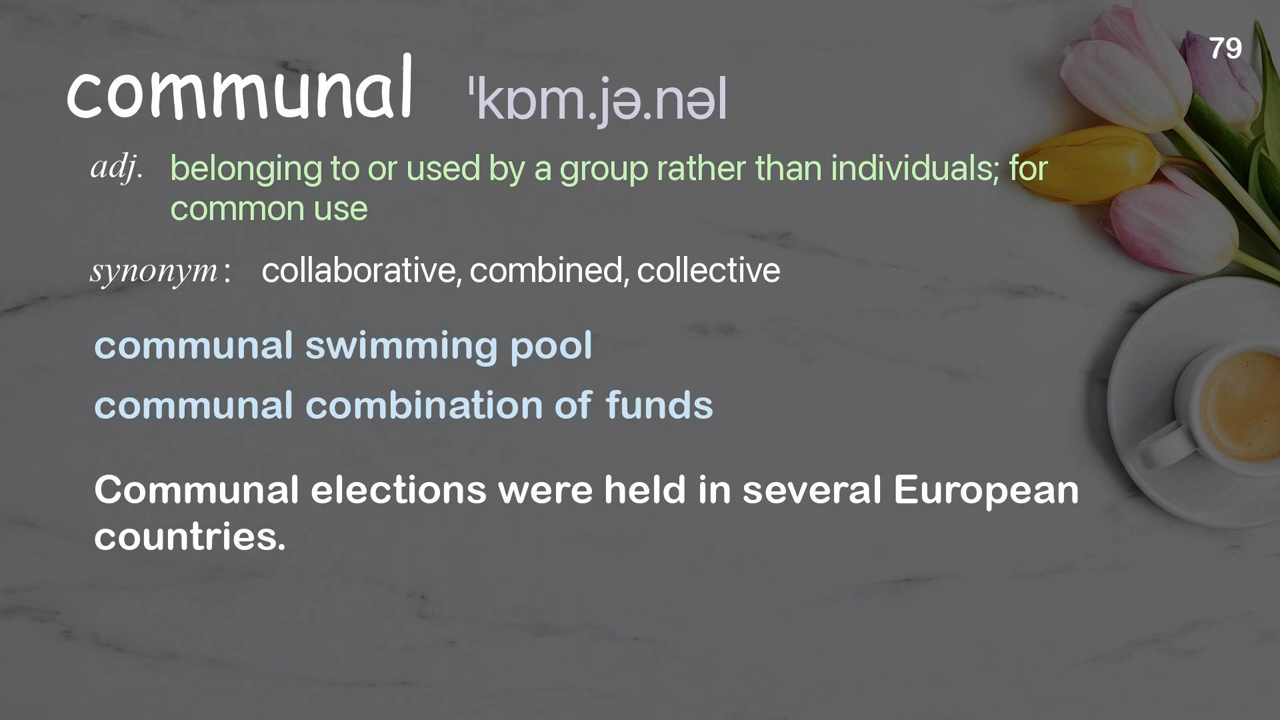 79
communal ˈkɒm.jə.nəl
adj. belonging to or used by a group rather than individuals; for
common use
synonym: collaborative, combined, collective
communal swimming pool
communal combination of funds
Communal elections were held in several European
countries.